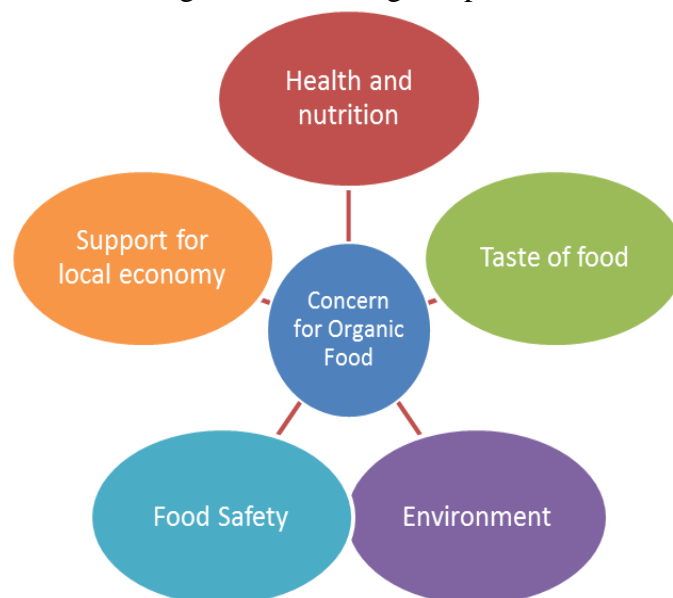 Health and
nutrition
Support for
local economy
Taste of food
Concern
for Organic
Food
Food Safety
Environment